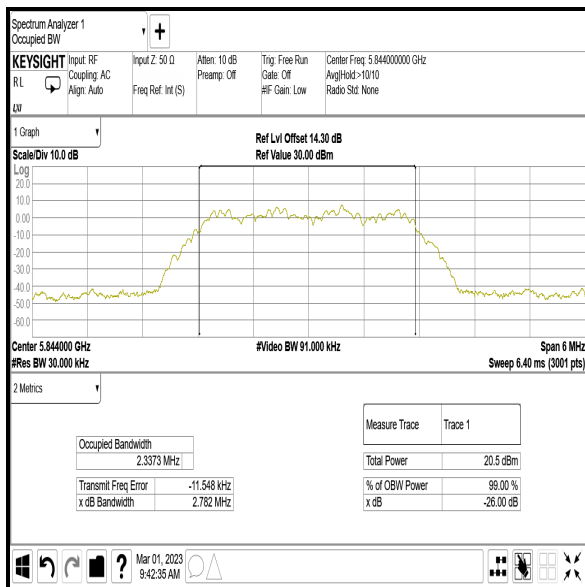 Spectrum Analyzer 1
Occupied BW
KEYSIGHT
RL
LXI
Input: RF
Coupling: AC
Align: Auto
Input Z: 50 Ω
Freq Ref: Int (S)
Atten: 10 dB
Preamp: Off
Trig: Free Run
Gate: Off
#IF Gain: Low
Center Freq: 5.844000000 GHz
Avg|Hold:>10/10
Radio Std: None
1 Graph
Scale/Div 10.0 dB
Ref Lvl Offset 14.30 dB
Ref Value 30.00 dBm
Log
20.0
10.0
0.00
-10.0
-20.0
-30.0
-40.0
-50.0
-60.0
Center 5.844000 GHz
#Video BW 91.000 kHz
Span 6 MHz
#Res BW 30.000 kHz
Sweep 6.40 ms (3001 pts)
2 Metrics
Measure Trace Trace 1
Occupied Bandwidth
2.3373 MHz
Total Power 20.5 dBm
Transmit Freq Error -11.548 kHz
% of OBW Power 99.00 %
x dB Bandwidth 2.782 MHz
x dB -26.00 dB
?
Mar 01, 2023
9:42:35 AM